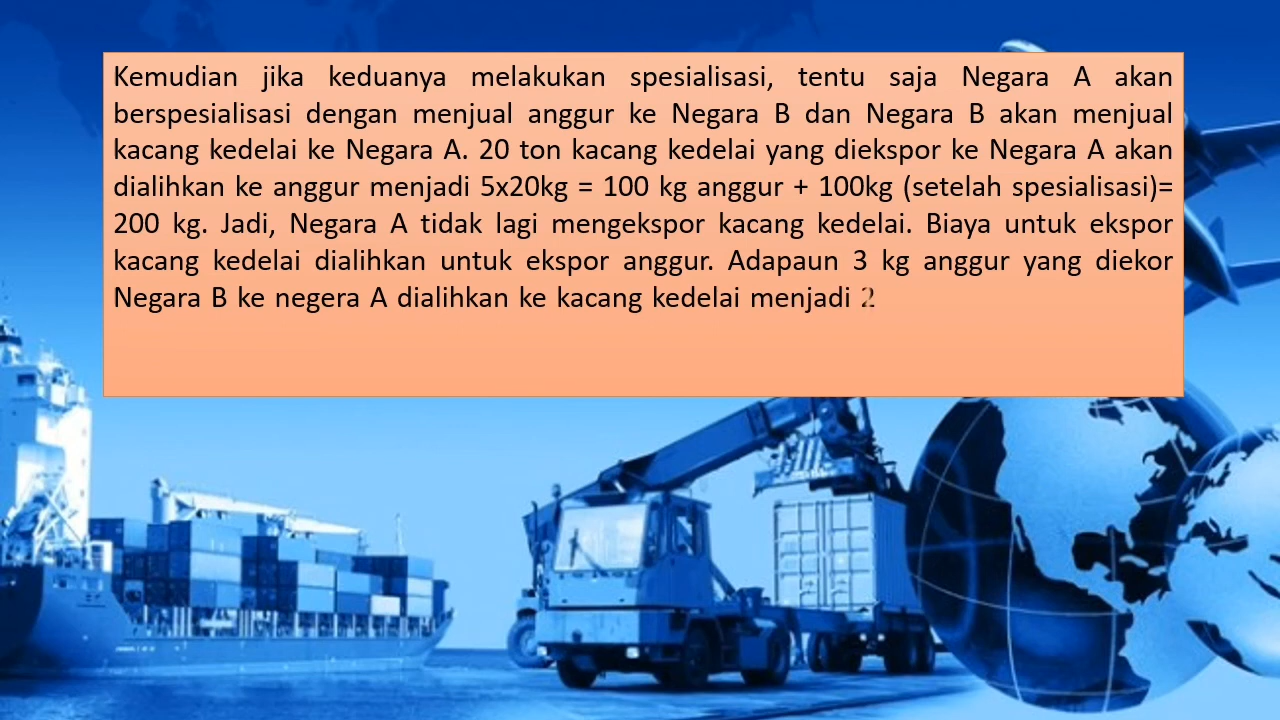 Kemudian jika keduanya melakukan spesialisasi, tentu saja Negara A akan
berspesialisasi dengan menjual anggur ke Negara B dan Negara B akan menjual
kacang kedelai ke Negara A. 20 ton kacang kedelai yang diekspor ke Negara A akan
dialihkan ke anggur menjadi 5x20kg = 100 kg anggur + 100kg (setelah spesialisasi)=
200 kg. Jadi, Negara A tidak lagi mengekspor kacang kedelai. Biaya untuk ekspor
kacang kedelai dialihkan untuk ekspor anggur. Adapaun 3 kg anggur yang diekor
Negara B ke negera A dialihkan ke kacang kedelai menjadi 2